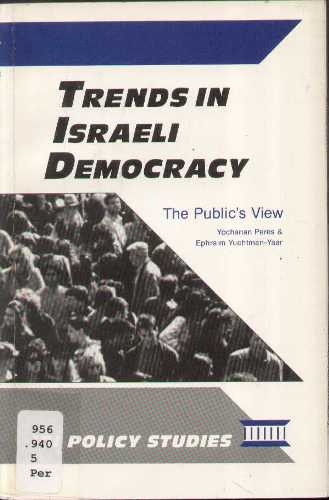 TRENDS IN
ISRAELI
DEMOCRACY
The Public's View
Yochanan Peres &
Ephraim Yuchtman-Yaar
956
.940
5
Per
POLICY STUDIES